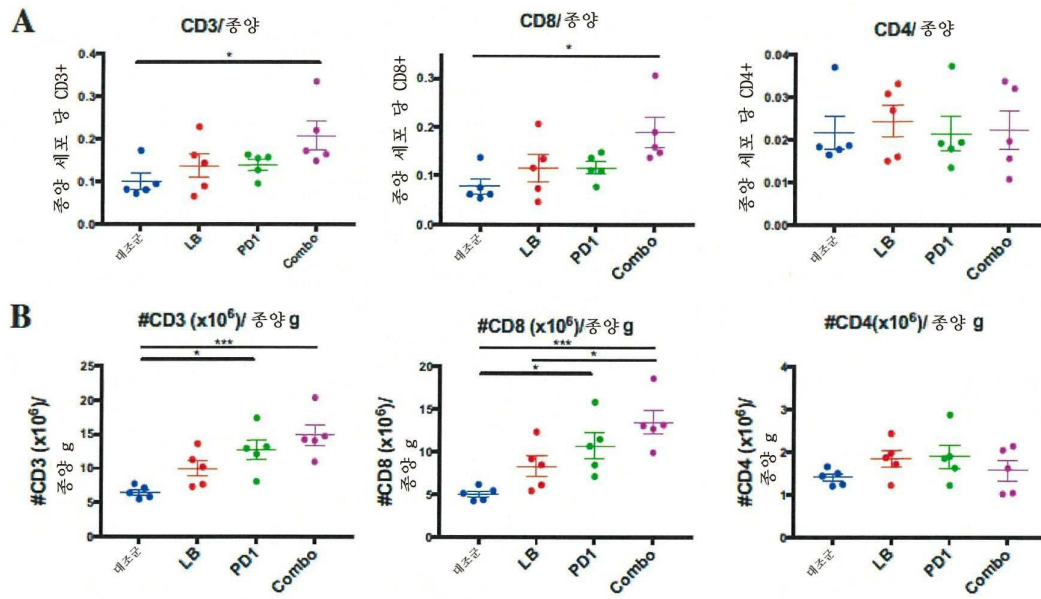 A
CD3/종양
*
종양 세포 당 CD3+
0.4
0.3
0.2
0.1
0.0
대조군
LB
PD1
Combo
CD8/종양
*
종양 세포 당 CD8+
0.3
0.2
0.1
0.0
대조군
LB
PD1
Combo
CD4/종양
종양 세포 당 CD4+
0.04
0.03
0.02
0.01
0.00
대조군
LB
PD1
Combo
B
#CD3 (x10⁶)/ 종양 g
***
*
#CD3 (x10⁶)/
종양 g
25
20
15
10
5
0
대조군
LB
PD1
Combo
#CD8 (x10⁶)/종양 g
***
*
*
#CD8 (x10⁶)/
종양 g
20
15
10
5
0
대조군
LB
PD1
Combo
#CD4(x10⁶)/ 종양 g
#CD4 (x10⁶)/
종양 g
4
3
2
1
0
대조군
LB
PD1
Combo